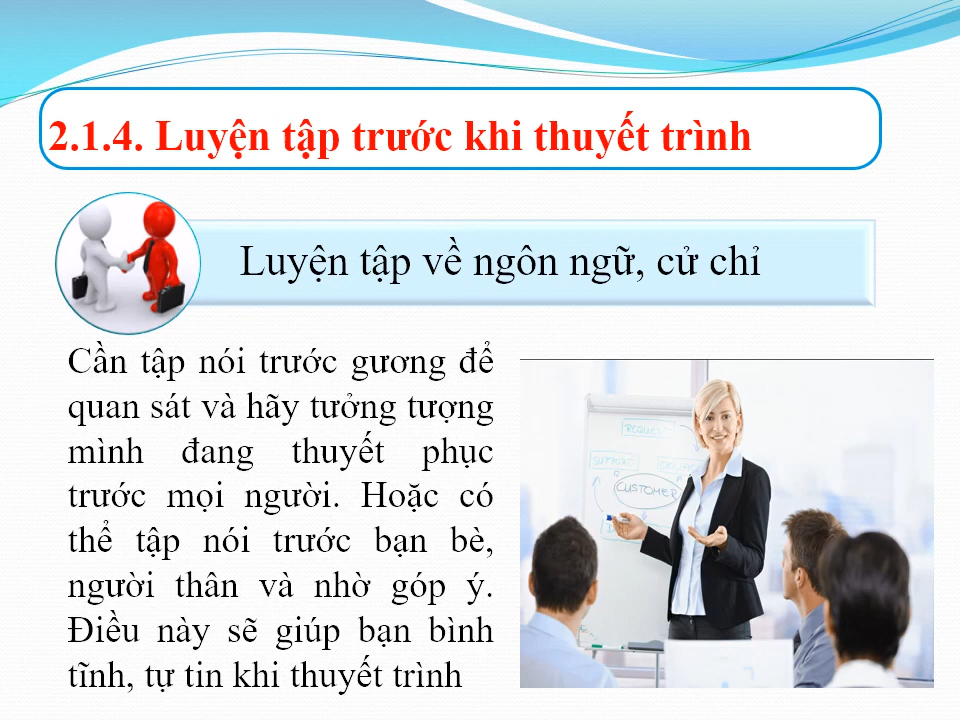 2.1.4. Luyện tập trước khi thuyết trình
Luyện tập về ngôn ngữ, cử chỉ
Cần tập nói trước gương để
quan sát và hãy tưởng tượng
mình đang thuyết phục
trước mọi người. Hoặc có
thể tập nói trước bạn bè,
người thân và nhờ góp ý.
Điều này sẽ giúp bạn bình
tĩnh, tự tin khi thuyết trình
REQUEST
SUPPORT
CUSTOMER